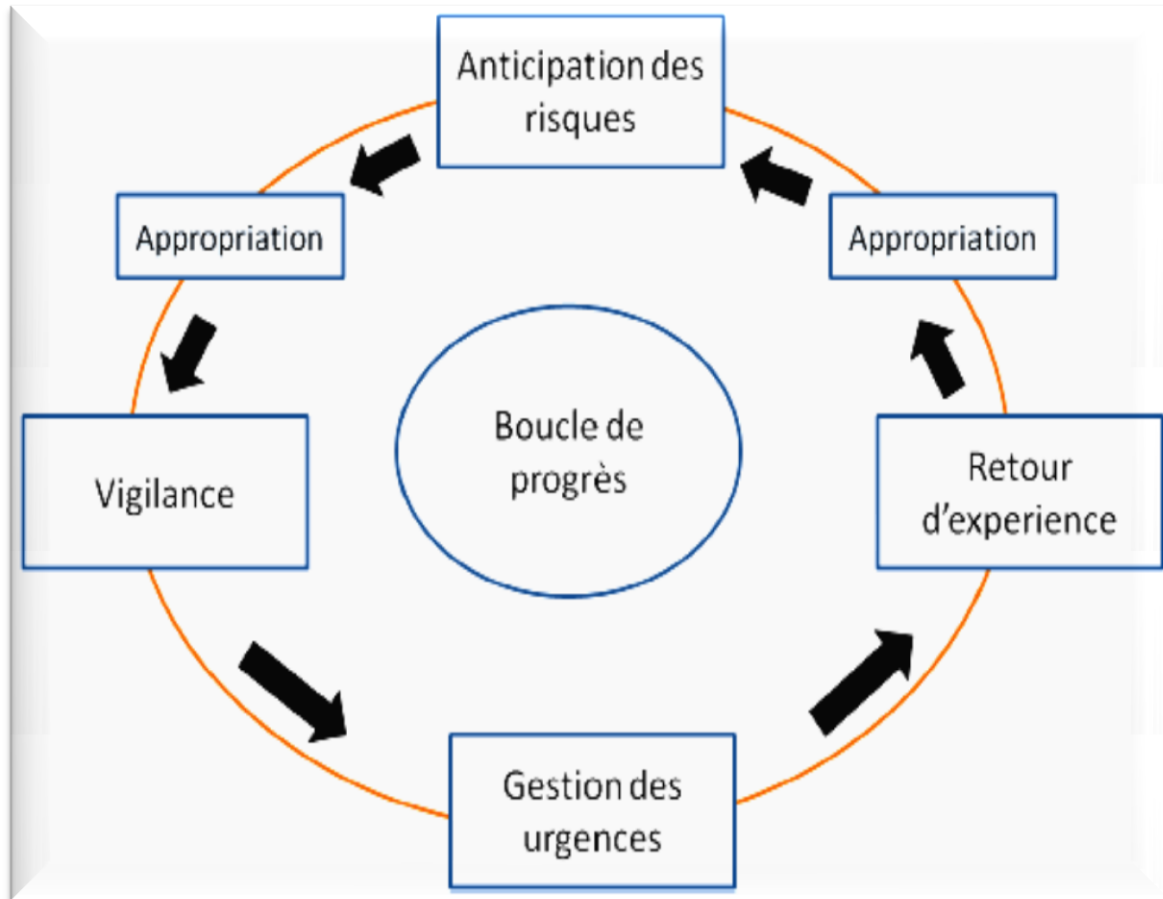 Anticipation des
risques
Appropriation
Appropriation
Boucle de
progrès
Vigilance
Retour
d'experience
Gestion des
urgences